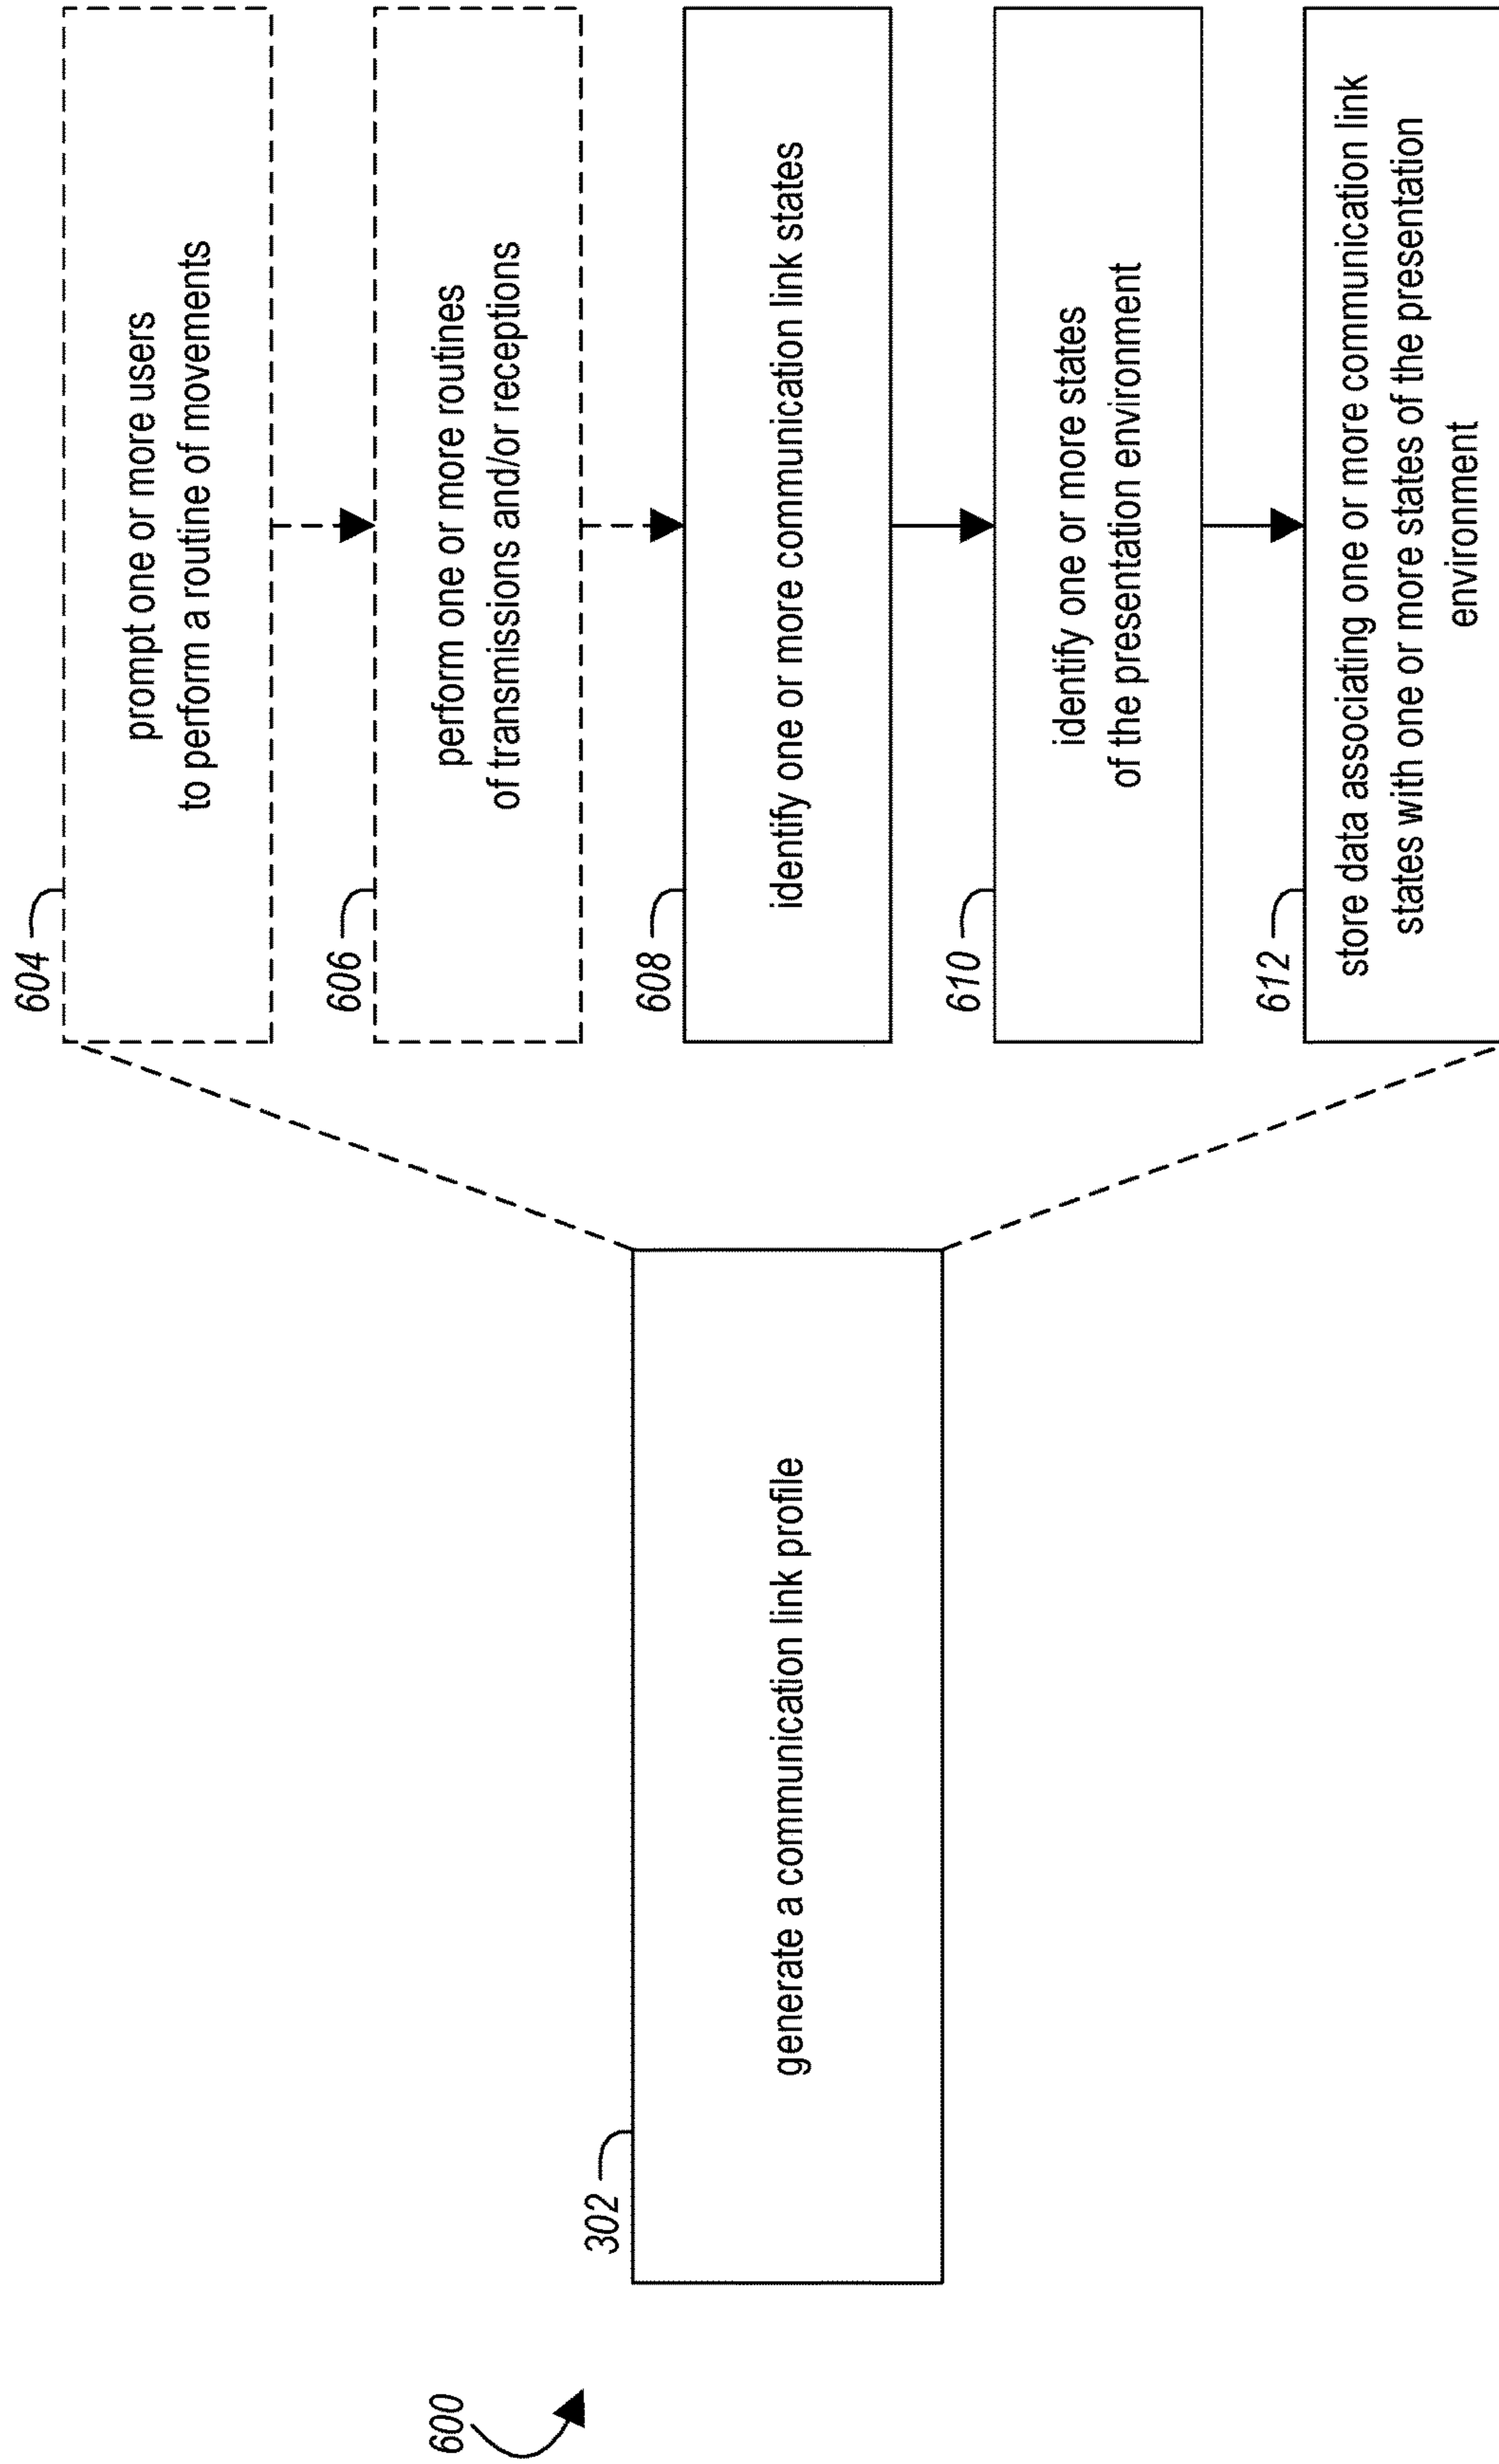 600
302
generate a communication link profile
604
prompt one or more users
to perform a routine of movements
606
perform one or more routines
of transmissions and/or receptions
608
identify one or more communication link states
610
identify one or more states
of the presentation environment
612
store data associating one or more communication link
states with one or more states of the presentation
environment